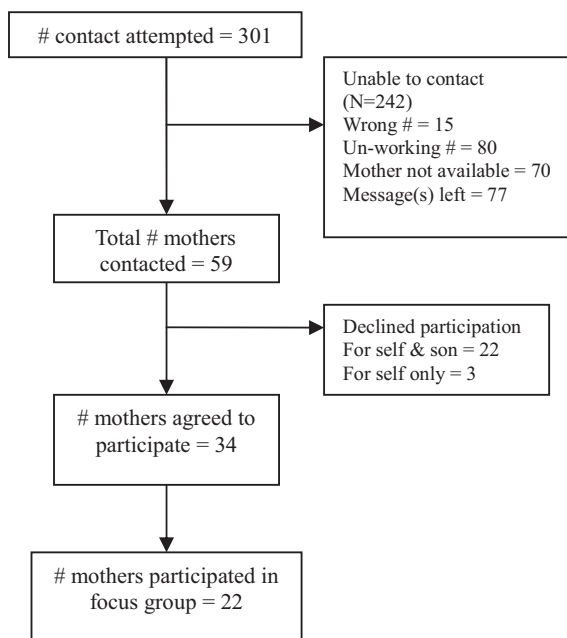 # contact attempted = 301
Unable to contact
(N=242)
Wrong # = 15
Un-working # = 80
Mother not available = 70
Message(s) left = 77
Total # mothers
contacted = 59
Declined participation
For self & son = 22
For self only = 3
# mothers agreed to
participate = 34
# mothers participated in
focus group = 22